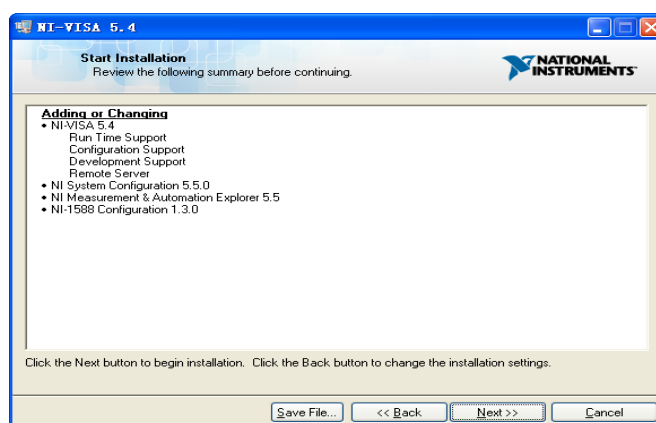 NI-VISA 5.4
Start Installation
Review the following summary before continuing.
NATIONAL
INSTRUMENTS
Adding or Changing
• NI-VISA 5.4
Run Time Support
Configuration Support
Development Support
Remote Server
• NI System Configuration 5.5.0
• NI Measurement & Automation Explorer 5.5
• NI-1588 Configuration 1.3.0
Click the Next button to begin installation. Click the Back button to change the installation settings.
Save File...
<< Back
Next >>
Cancel